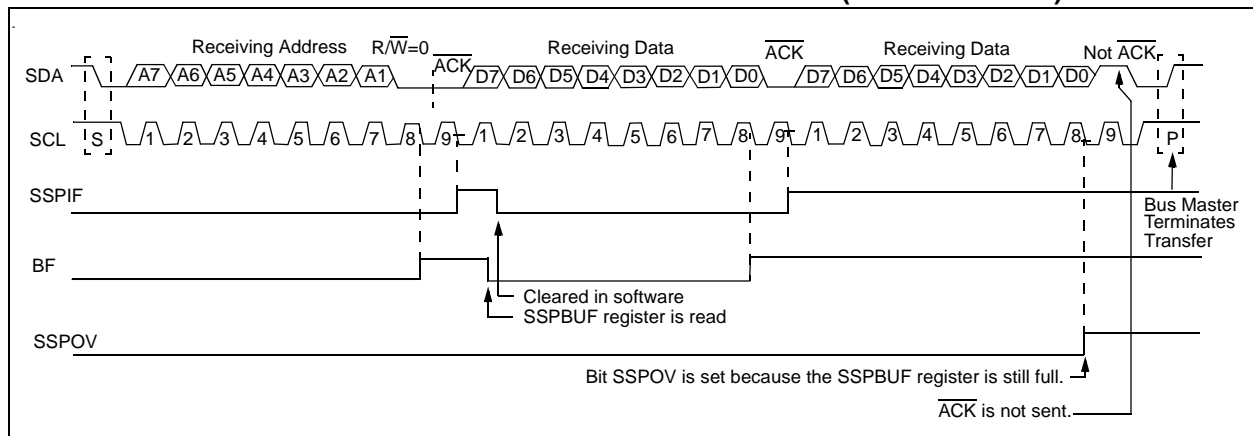 Receiving Address R/W̅=0 A̅C̅K̅ Receiving Data A̅C̅K̅ Receiving Data Not A̅C̅K̅
SDA A7 A6 A5 A4 A3 A2 A1 D7 D6 D5 D4 D3 D2 D1 D0 D7 D6 D5 D4 D3 D2 D1 D0
SCL S 1 2 3 4 5 6 7 8 9 1 2 3 4 5 6 7 8 9 1 2 3 4 5 6 7 8 9 P
SSPIF
Bus Master
Terminates
Transfer
BF
Cleared in software
SSPBUF register is read
SSPOV
Bit SSPOV is set because the SSPBUF register is still full.
A̅C̅K̅ is not sent.